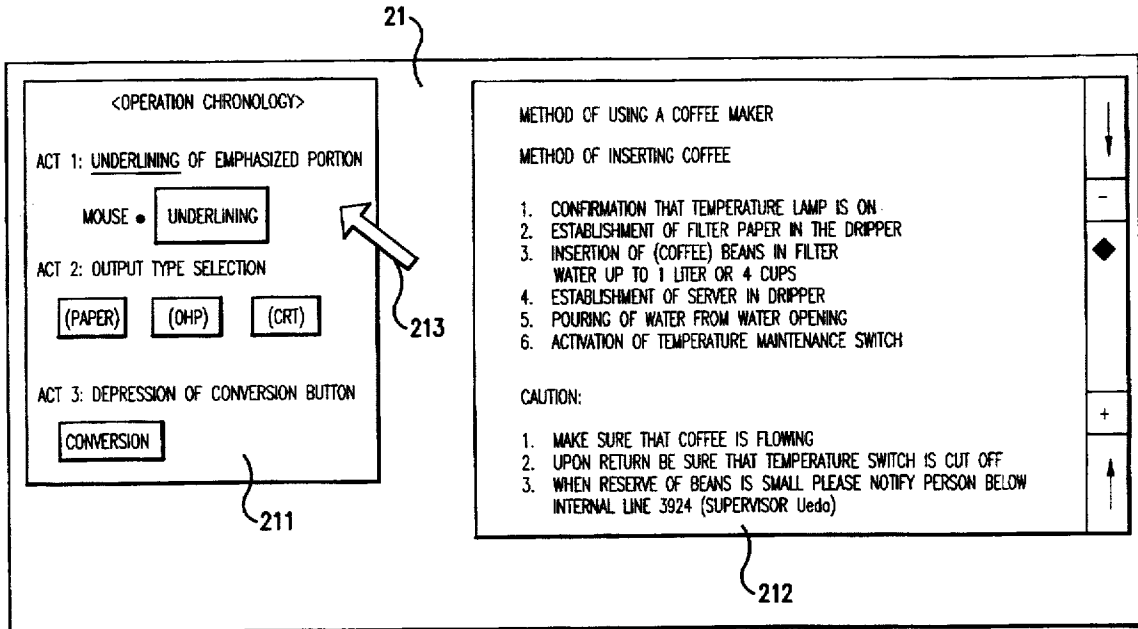 21
<OPERATION CHRONOLOGY>
ACT 1: UNDERLINING OF EMPHASIZED PORTION
MOUSE • UNDERLINING
ACT 2: OUTPUT TYPE SELECTION
(PAPER) (OHP) (CRT)
ACT 3: DEPRESSION OF CONVERSION BUTTON
CONVERSION
211
213
METHOD OF USING A COFFEE MAKER
METHOD OF INSERTING COFFEE
1. CONFIRMATION THAT TEMPERATURE LAMP IS ON
2. ESTABLISHMENT OF FILTER PAPER IN THE DRIPPER
3. INSERTION OF (COFFEE) BEANS IN FILTER
WATER UP TO 1 LITER OR 4 CUPS
4. ESTABLISHMENT OF SERVER IN DRIPPER
5. POURING OF WATER FROM WATER OPENING
6. ACTIVATION OF TEMPERATURE MAINTENANCE SWITCH
CAUTION:
1. MAKE SURE THAT COFFEE IS FLOWING
2. UPON RETURN BE SURE THAT TEMPERATURE SWITCH IS CUT OFF
3. WHEN RESERVE OF BEANS IS SMALL PLEASE NOTIFY PERSON BELOW
INTERNAL LINE 3924 (SUPERVISOR Ueda)
-
+
212